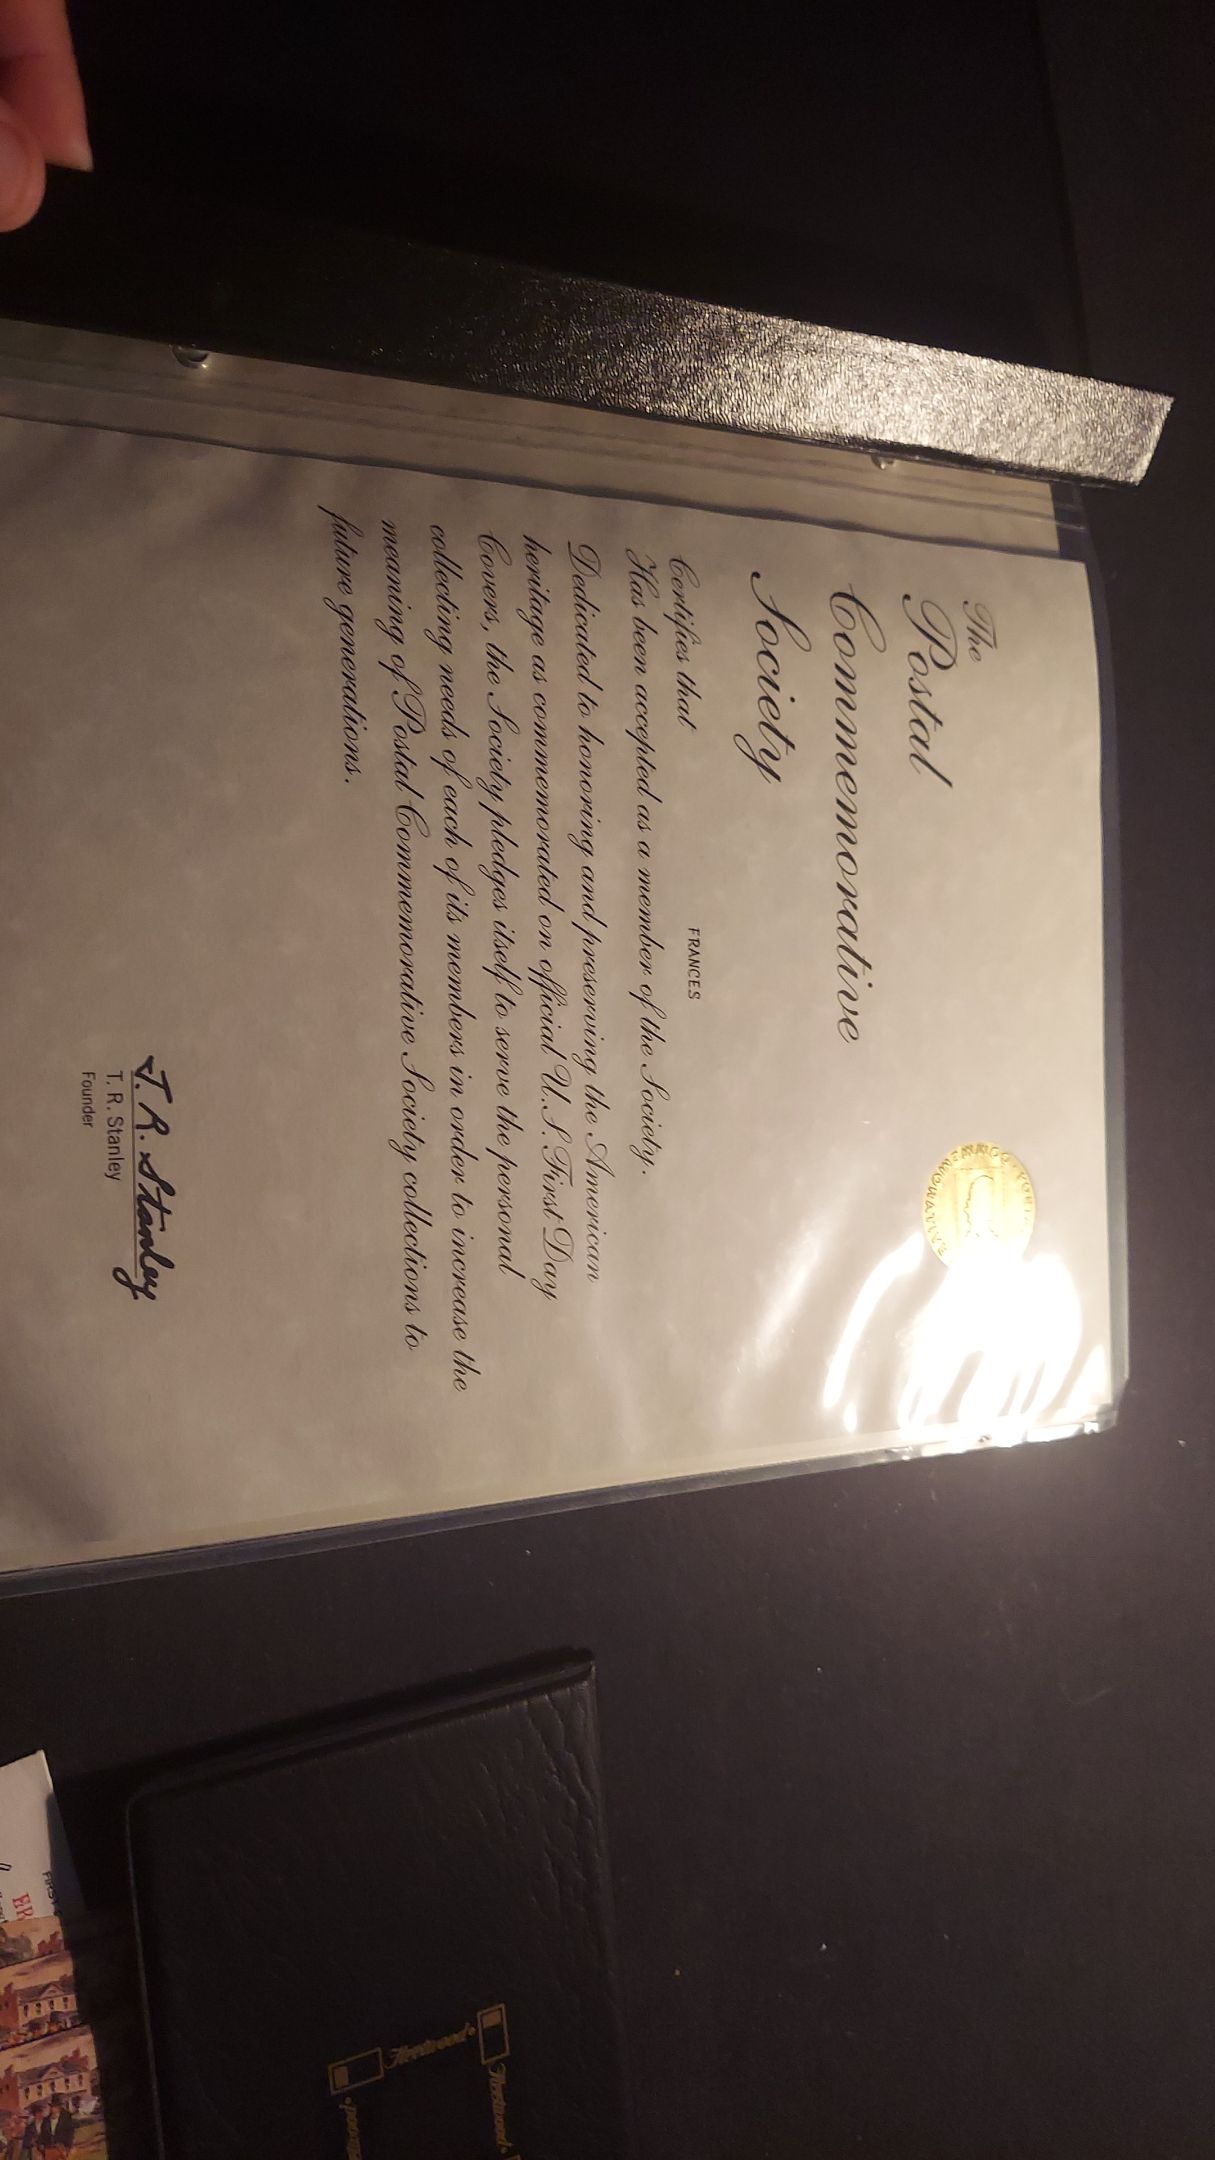 The
Postal
Commemorative
Society
Certifies that
FRANCES
Has been accepted as a member of the Society.
Dedicated to honoring and preserving the American
heritage as commemorated on official U.S. First Day
Covers, the Society pledges itself to serve the personal
collecting needs of each of its members in order to increase the
meaning of Postal Commemorative Society collections to
future generations.
J. R. Stanley
T. R. Stanley
Founder
Fleetwood
Fleetwood